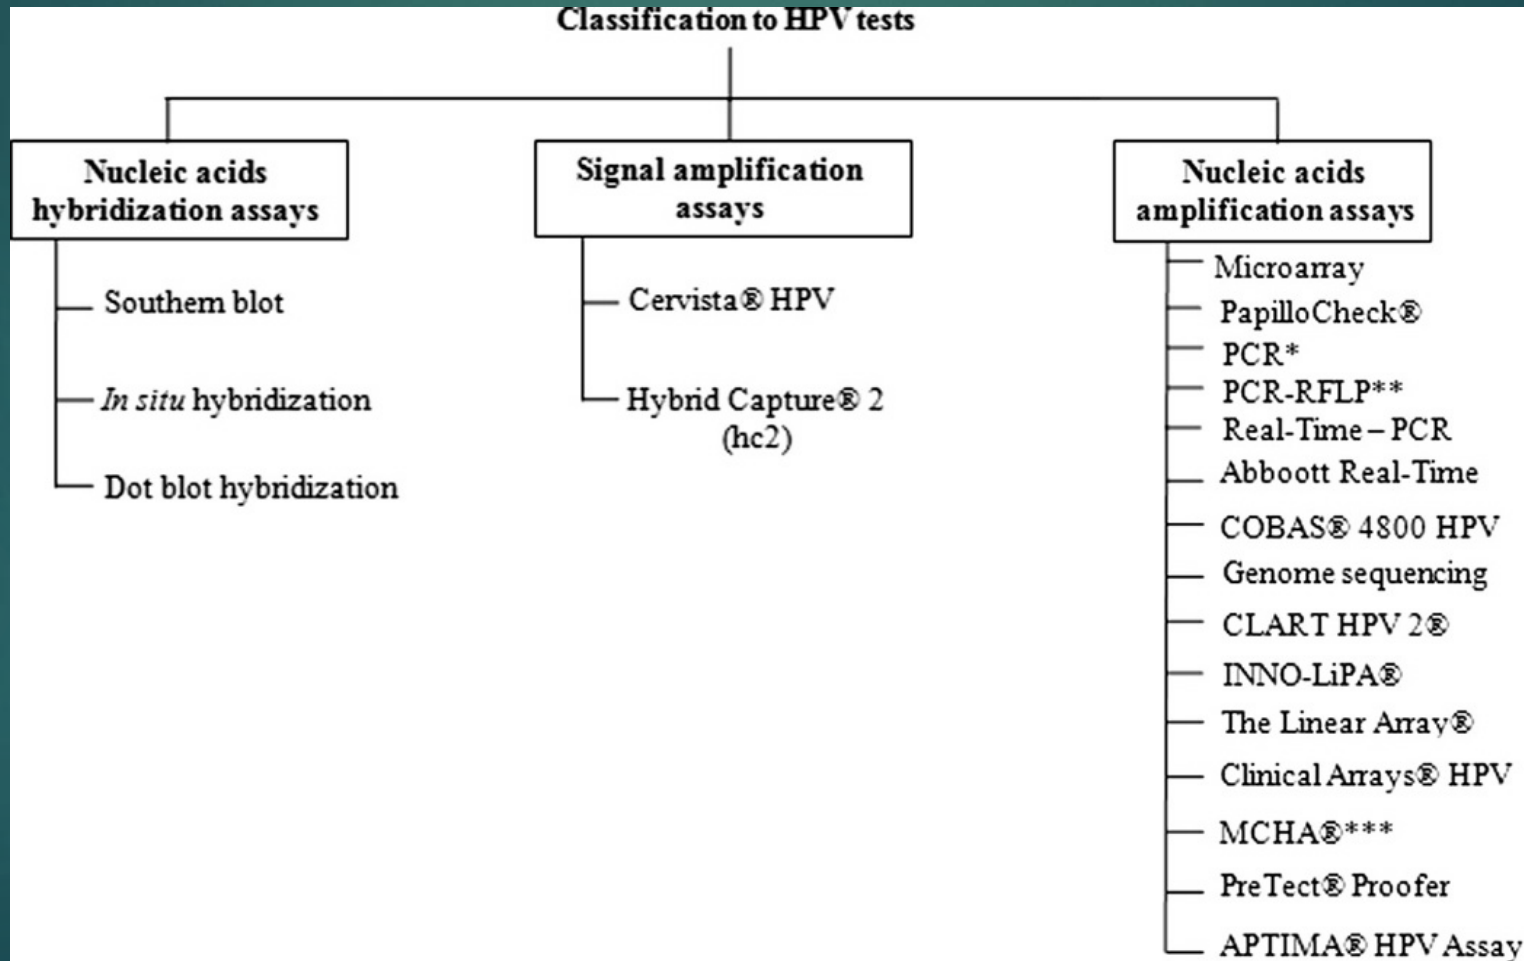 Classification to HPV tests
Nucleic acids
hybridization assays
Southern blot
In situ hybridization
Dot blot hybridization
Signal amplification
assays
Cervista® HPV
Hybrid Capture® 2
(hc2)
Nucleic acids
amplification assays
Microarray
PapilloCheck®
PCR*
PCR-RFLP**
Real-Time – PCR
Abboott Real-Time
COBAS® 4800 HPV
Genome sequencing
CLART HPV 2®
INNO-LiPA®
The Linear Array®
Clinical Arrays® HPV
MCHA®***
PreTect® Proofer
APTIMA® HPV Assay